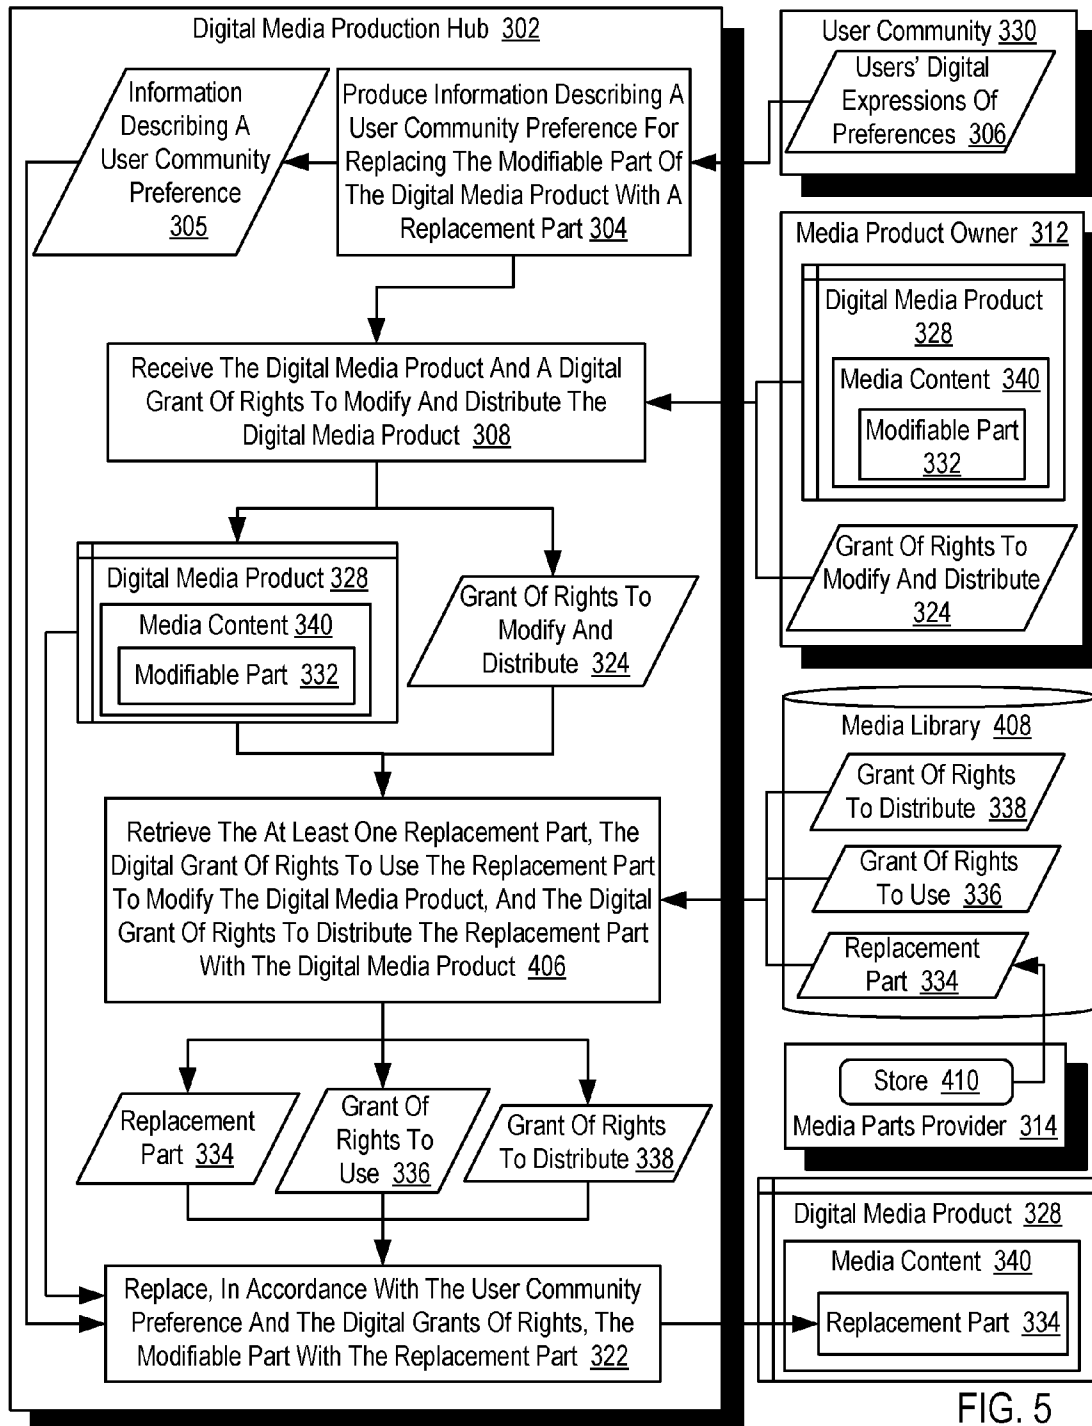 Digital Media Production Hub 302
Information
Describing A
User Community
Preference
305
Produce Information Describing A
User Community Preference For
Replacing The Modifiable Part Of
The Digital Media Product With A
Replacement Part 304
User Community 330
Users' Digital
Expressions Of
Preferences 306
Media Product Owner 312
Digital Media Product
328
Media Content 340
Modifiable Part
332
Grant Of Rights To
Modify And Distribute
324
Receive The Digital Media Product And A Digital
Grant Of Rights To Modify And Distribute The
Digital Media Product 308
Digital Media Product 328
Media Content 340
Modifiable Part 332
Grant Of Rights To
Modify And
Distribute 324
Media Library 408
Grant Of Rights
To Distribute 338
Grant Of Rights
To Use 336
Replacement
Part 334
Retrieve The At Least One Replacement Part, The
Digital Grant Of Rights To Use The Replacement Part
To Modify The Digital Media Product, And The Digital
Grant Of Rights To Distribute The Replacement Part
With The Digital Media Product 406
Store 410
Media Parts Provider 314
Replacement
Part 334
Grant Of
Rights To
Use 336
Grant Of Rights
To Distribute 338
Digital Media Product 328
Media Content 340
Replacement Part 334
Replace, In Accordance With The User Community
Preference And The Digital Grants Of Rights, The
Modifiable Part With The Replacement Part 322
FIG. 5